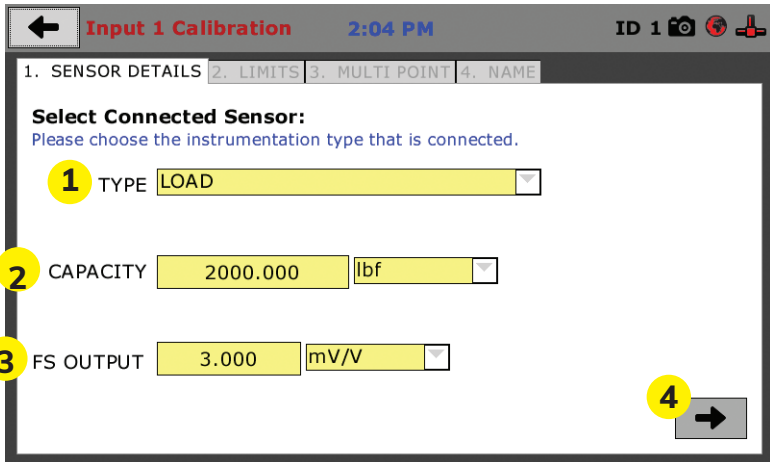 Input 1 Calibration 2:04 PM ID 1
1. SENSOR DETAILS 2. LIMITS 3. MULTI POINT 4. NAME
Select Connected Sensor:
Please choose the instrumentation type that is connected.
1 TYPE LOAD
2 CAPACITY 2000.000 lbf
3 FS OUTPUT 3.000 mV/V
4